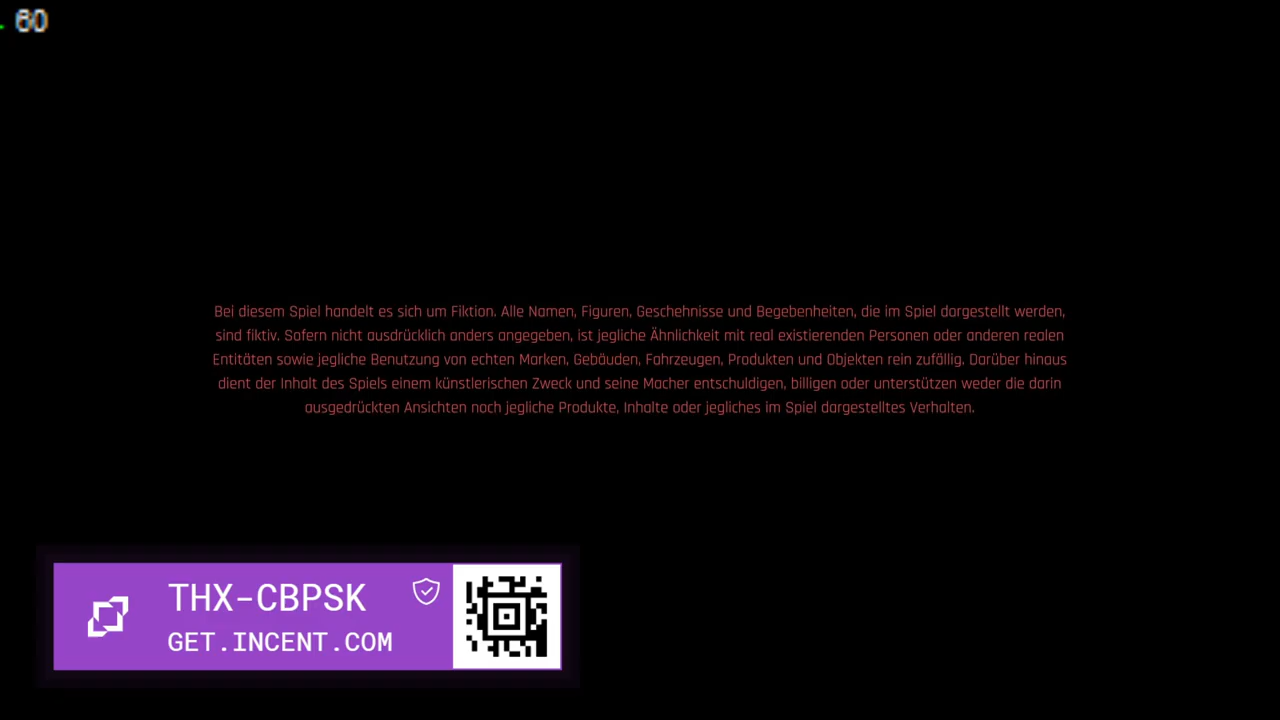 60
Bei diesem Spiel handelt es sich um Fiktion. Alle Namen, Figuren, Geschehnisse und Begebenheiten, die im Spiel dargestellt werden,
sind fiktiv. Sofern nicht ausdrücklich anders angegeben, ist jegliche Ähnlichkeit mit real existierenden Personen oder anderen realen
Entitäten sowie jegliche Benutzung von echten Marken, Gebäuden, Fahrzeugen, Produkten und Objekten rein zufällig. Darüber hinaus
dient der Inhalt des Spiels einem künstlerischen Zweck und seine Macher entschuldigen, billigen oder unterstützen weder die darin
ausgedrückten Ansichten noch jegliche Produkte, Inhalte oder jegliches im Spiel dargestelltes Verhalten.
THX-CBPSK
GET.INCENT.COM